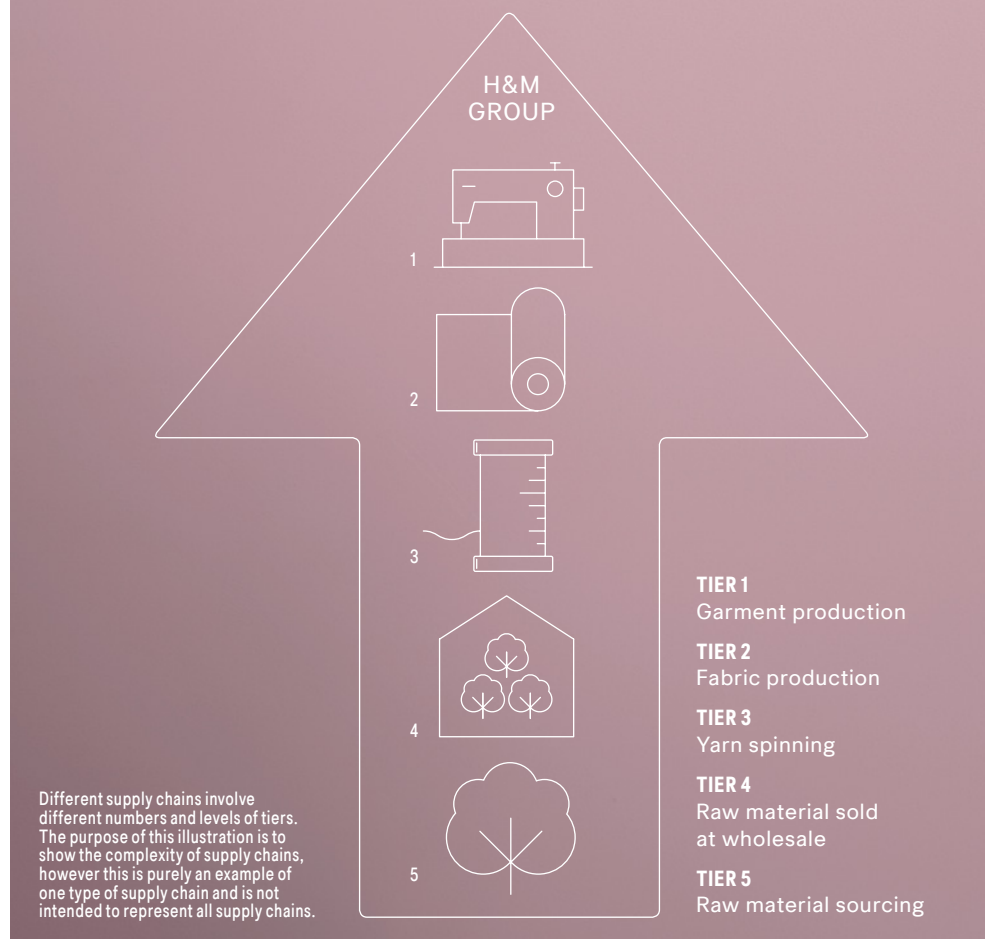 H&M
GROUP
1
2
3
4
5
TIER 1
Garment production
TIER 2
Fabric production
TIER 3
Yarn spinning
TIER 4
Raw material sold
at wholesale
TIER 5
Raw material sourcing
Different supply chains involve
different numbers and levels of tiers.
The purpose of this illustration is to
show the complexity of supply chains,
however this is purely an example of
one type of supply chain and is not
intended to represent all supply chains.